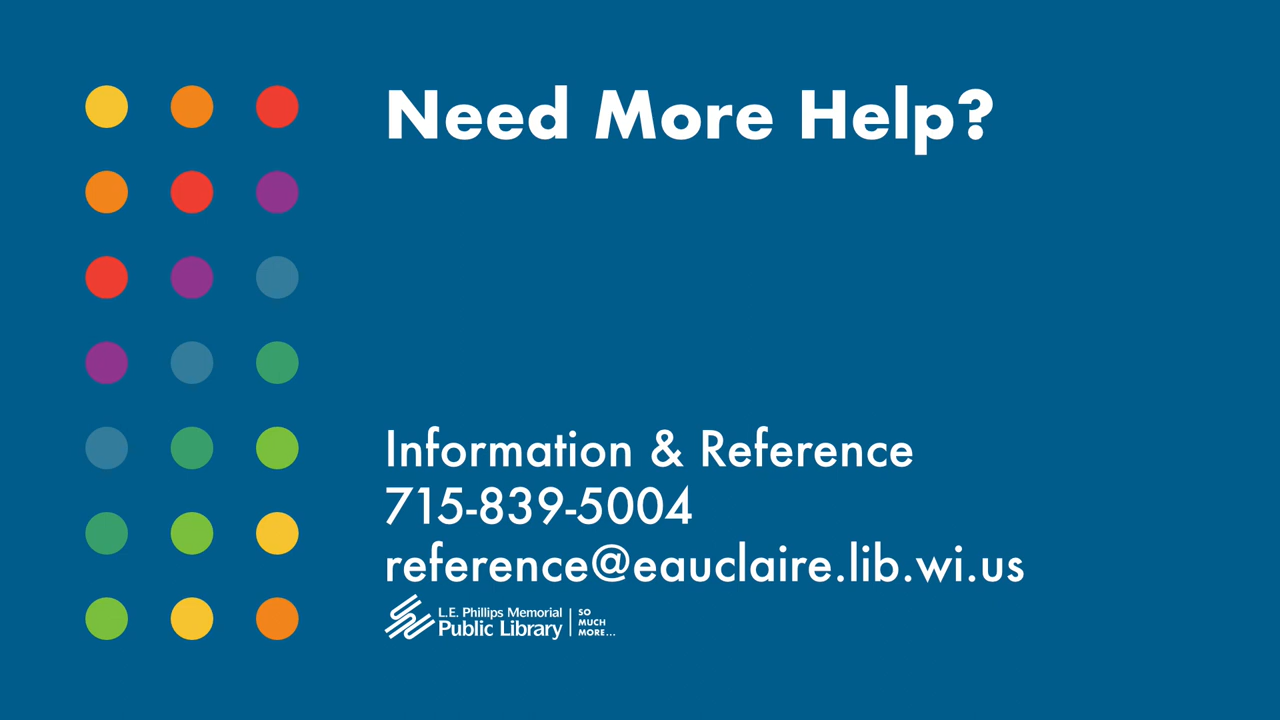 Need More Help?
Information & Reference
715-839-5004
reference@eauclaire.lib.wi.us
L.E. Phillips Memorial
Public Library
SO
MUCH
MORE...